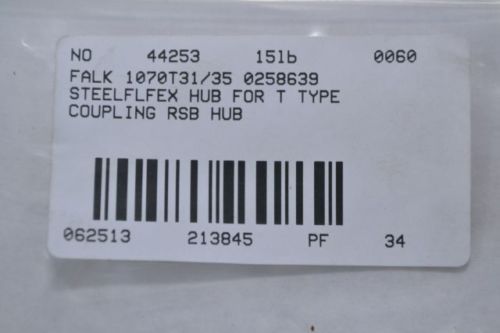 NO 44253 15lb 0060
FALK 1070T31/35 0258639
STEELFLFEX HUB FOR T TYPE
COUPLING RSB HUB
062513 213845 PF 34